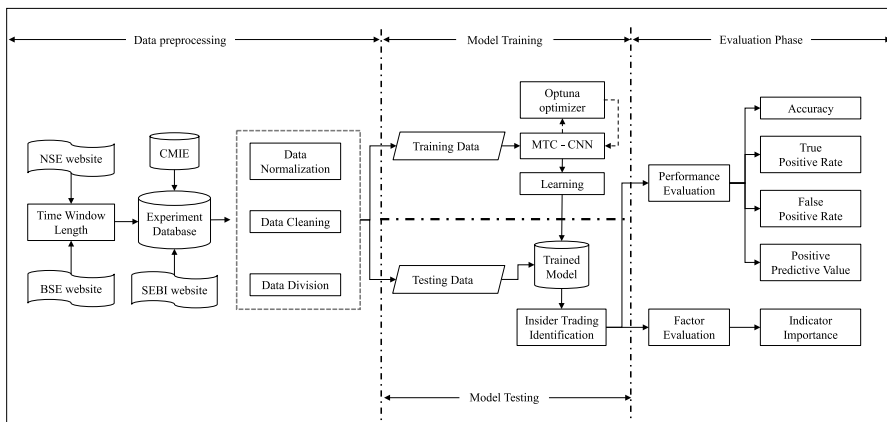 Data preprocessing
Model Training
Evaluation Phase
NSE website
CMIE
Time Window
Length
Experiment
Database
BSE website
SEBI website
Data
Normalization
Data Cleaning
Data Division
Training Data
Optuna
optimizer
MTC - CNN
Learning
Testing Data
Trained
Model
Insider Trading
Identification
Performance
Evaluation
Accuracy
True
Positive Rate
False
Positive Rate
Positive
Predictive Value
Factor
Evaluation
Indicator
Importance
Model Testing